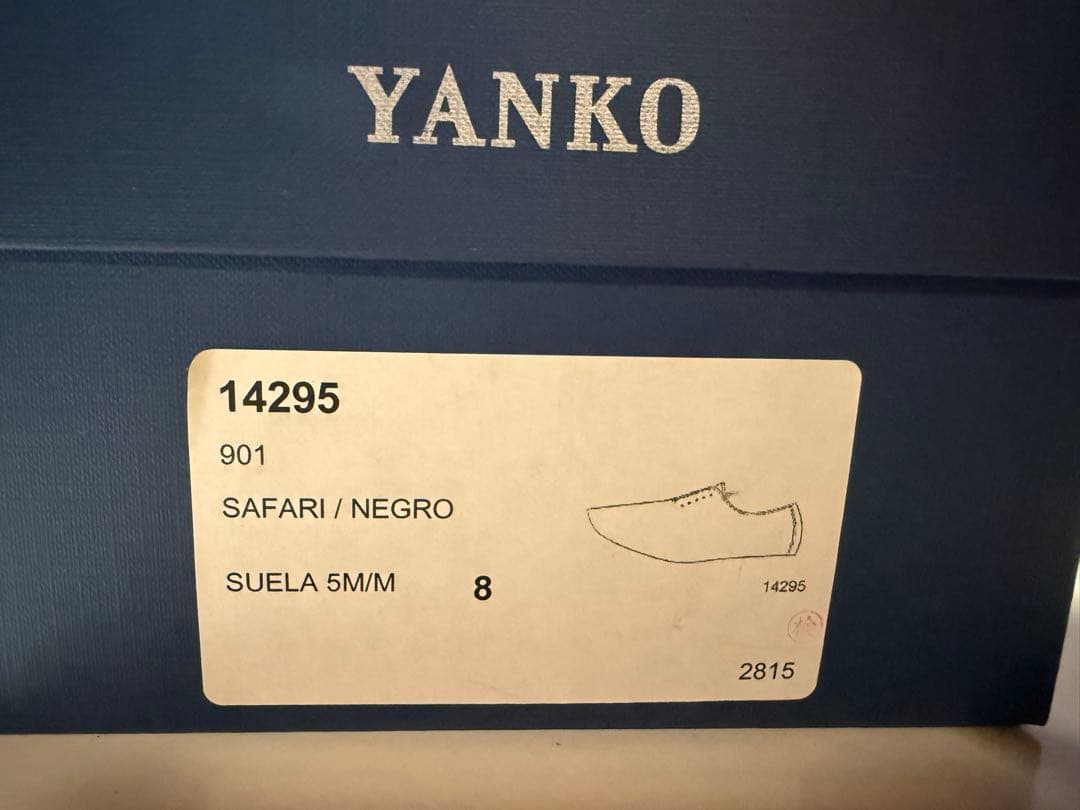 YANKO
14295
901
SAFARI / NEGRO
SUELA 5M/M 8
14295
2815